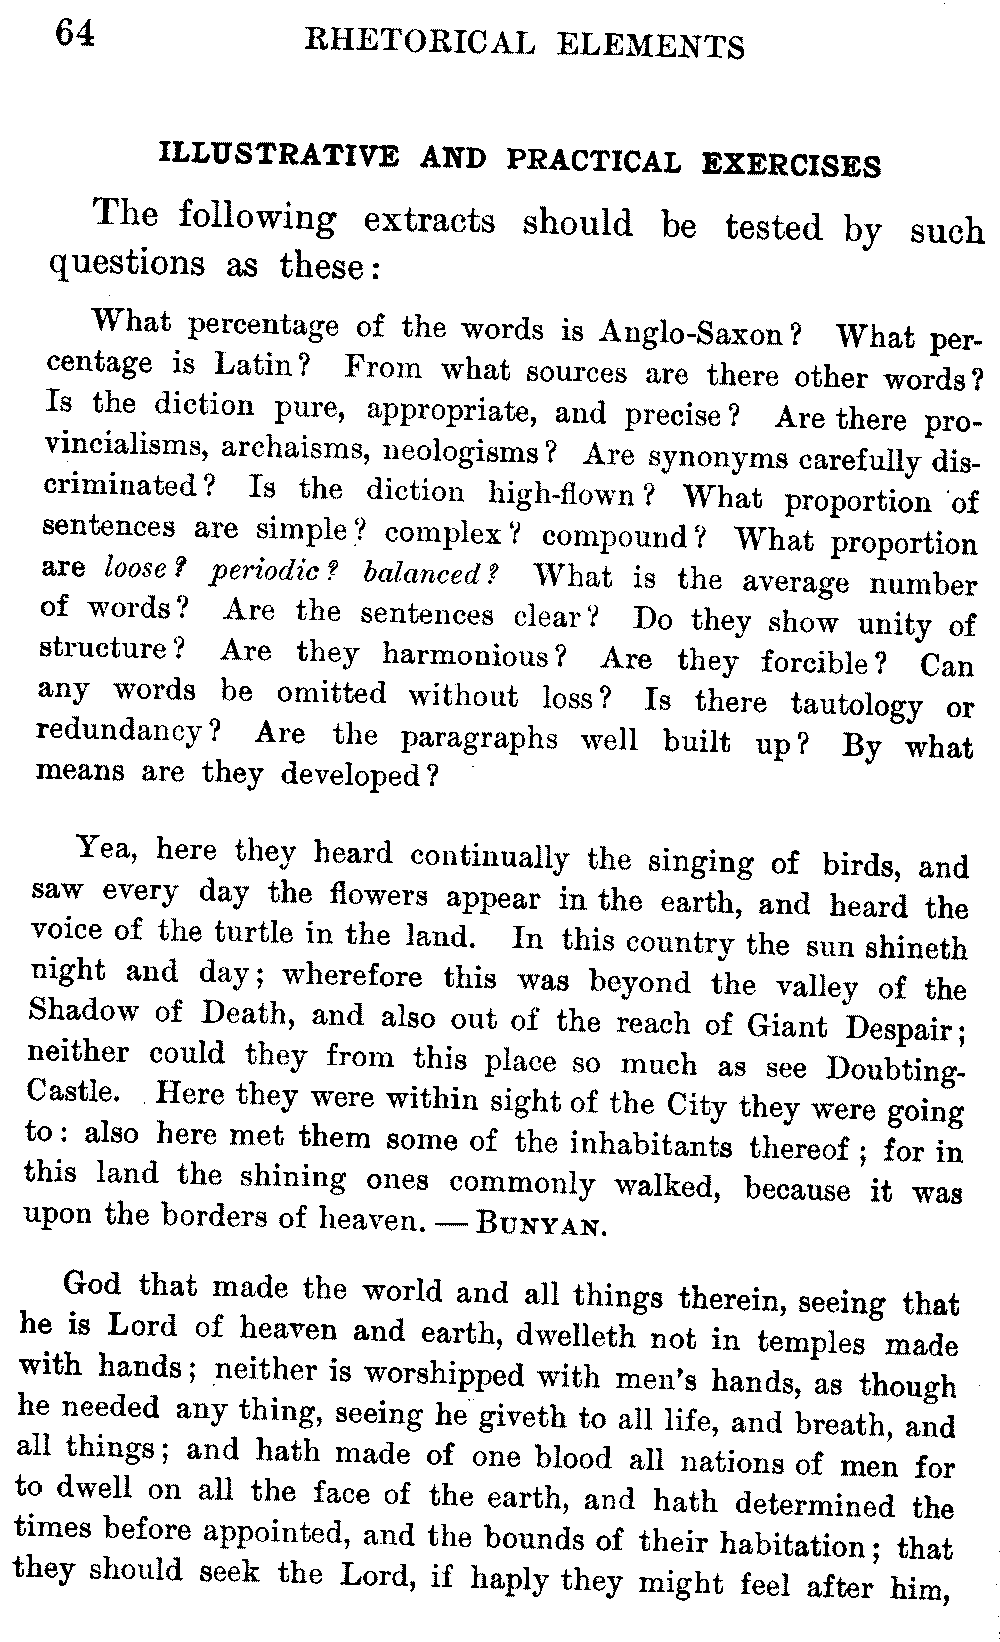 64
RHETORICAL ELEMENTS
ILLUSTRATIVE AND PRACTICAL EXERCISES
The following extracts should be tested by such
questions as these:
What percentage of the words is Anglo-Saxon? What per-
centage is Latin? From what sources are there other words?
Is the diction pure, appropriate, and precise? Are there pro-
vincialisms, archaisms, neologisms? Are synonyms carefully dis-
criminated? Is the diction high-flown? What proportion of
sentences are simple? complex? compound? What proportion
are loose? periodic? balanced? What is the average number
of words? Are the sentences clear? Do they show unity of
structure? Are they harmonious? Are they forcible? Can
any words be omitted without loss? Is there tautology or
redundancy? Are the paragraphs well built up? By what
means are they developed?
Yea, here they heard continually the singing of birds, and
saw every day the flowers appear in the earth, and heard the
voice of the turtle in the land. In this country the sun shineth
night and day; wherefore this was beyond the valley of the
Shadow of Death, and also out of the reach of Giant Despair;
neither could they from this place so much as see Doubting-
Castle. Here they were within sight of the City they were going
to: also here met them some of the inhabitants thereof; for in
this land the shining ones commonly walked, because it was
upon the borders of heaven. — BUNYAN.
God that made the world and all things therein, seeing that
he is Lord of heaven and earth, dwelleth not in temples made
with hands; neither is worshipped with men's hands, as though
he needed any thing, seeing he giveth to all life, and breath, and
all things; and hath made of one blood all nations of men for
to dwell on all the face of the earth, and hath determined the
times before appointed, and the bounds of their habitation; that
they should seek the Lord, if haply they might feel after him,